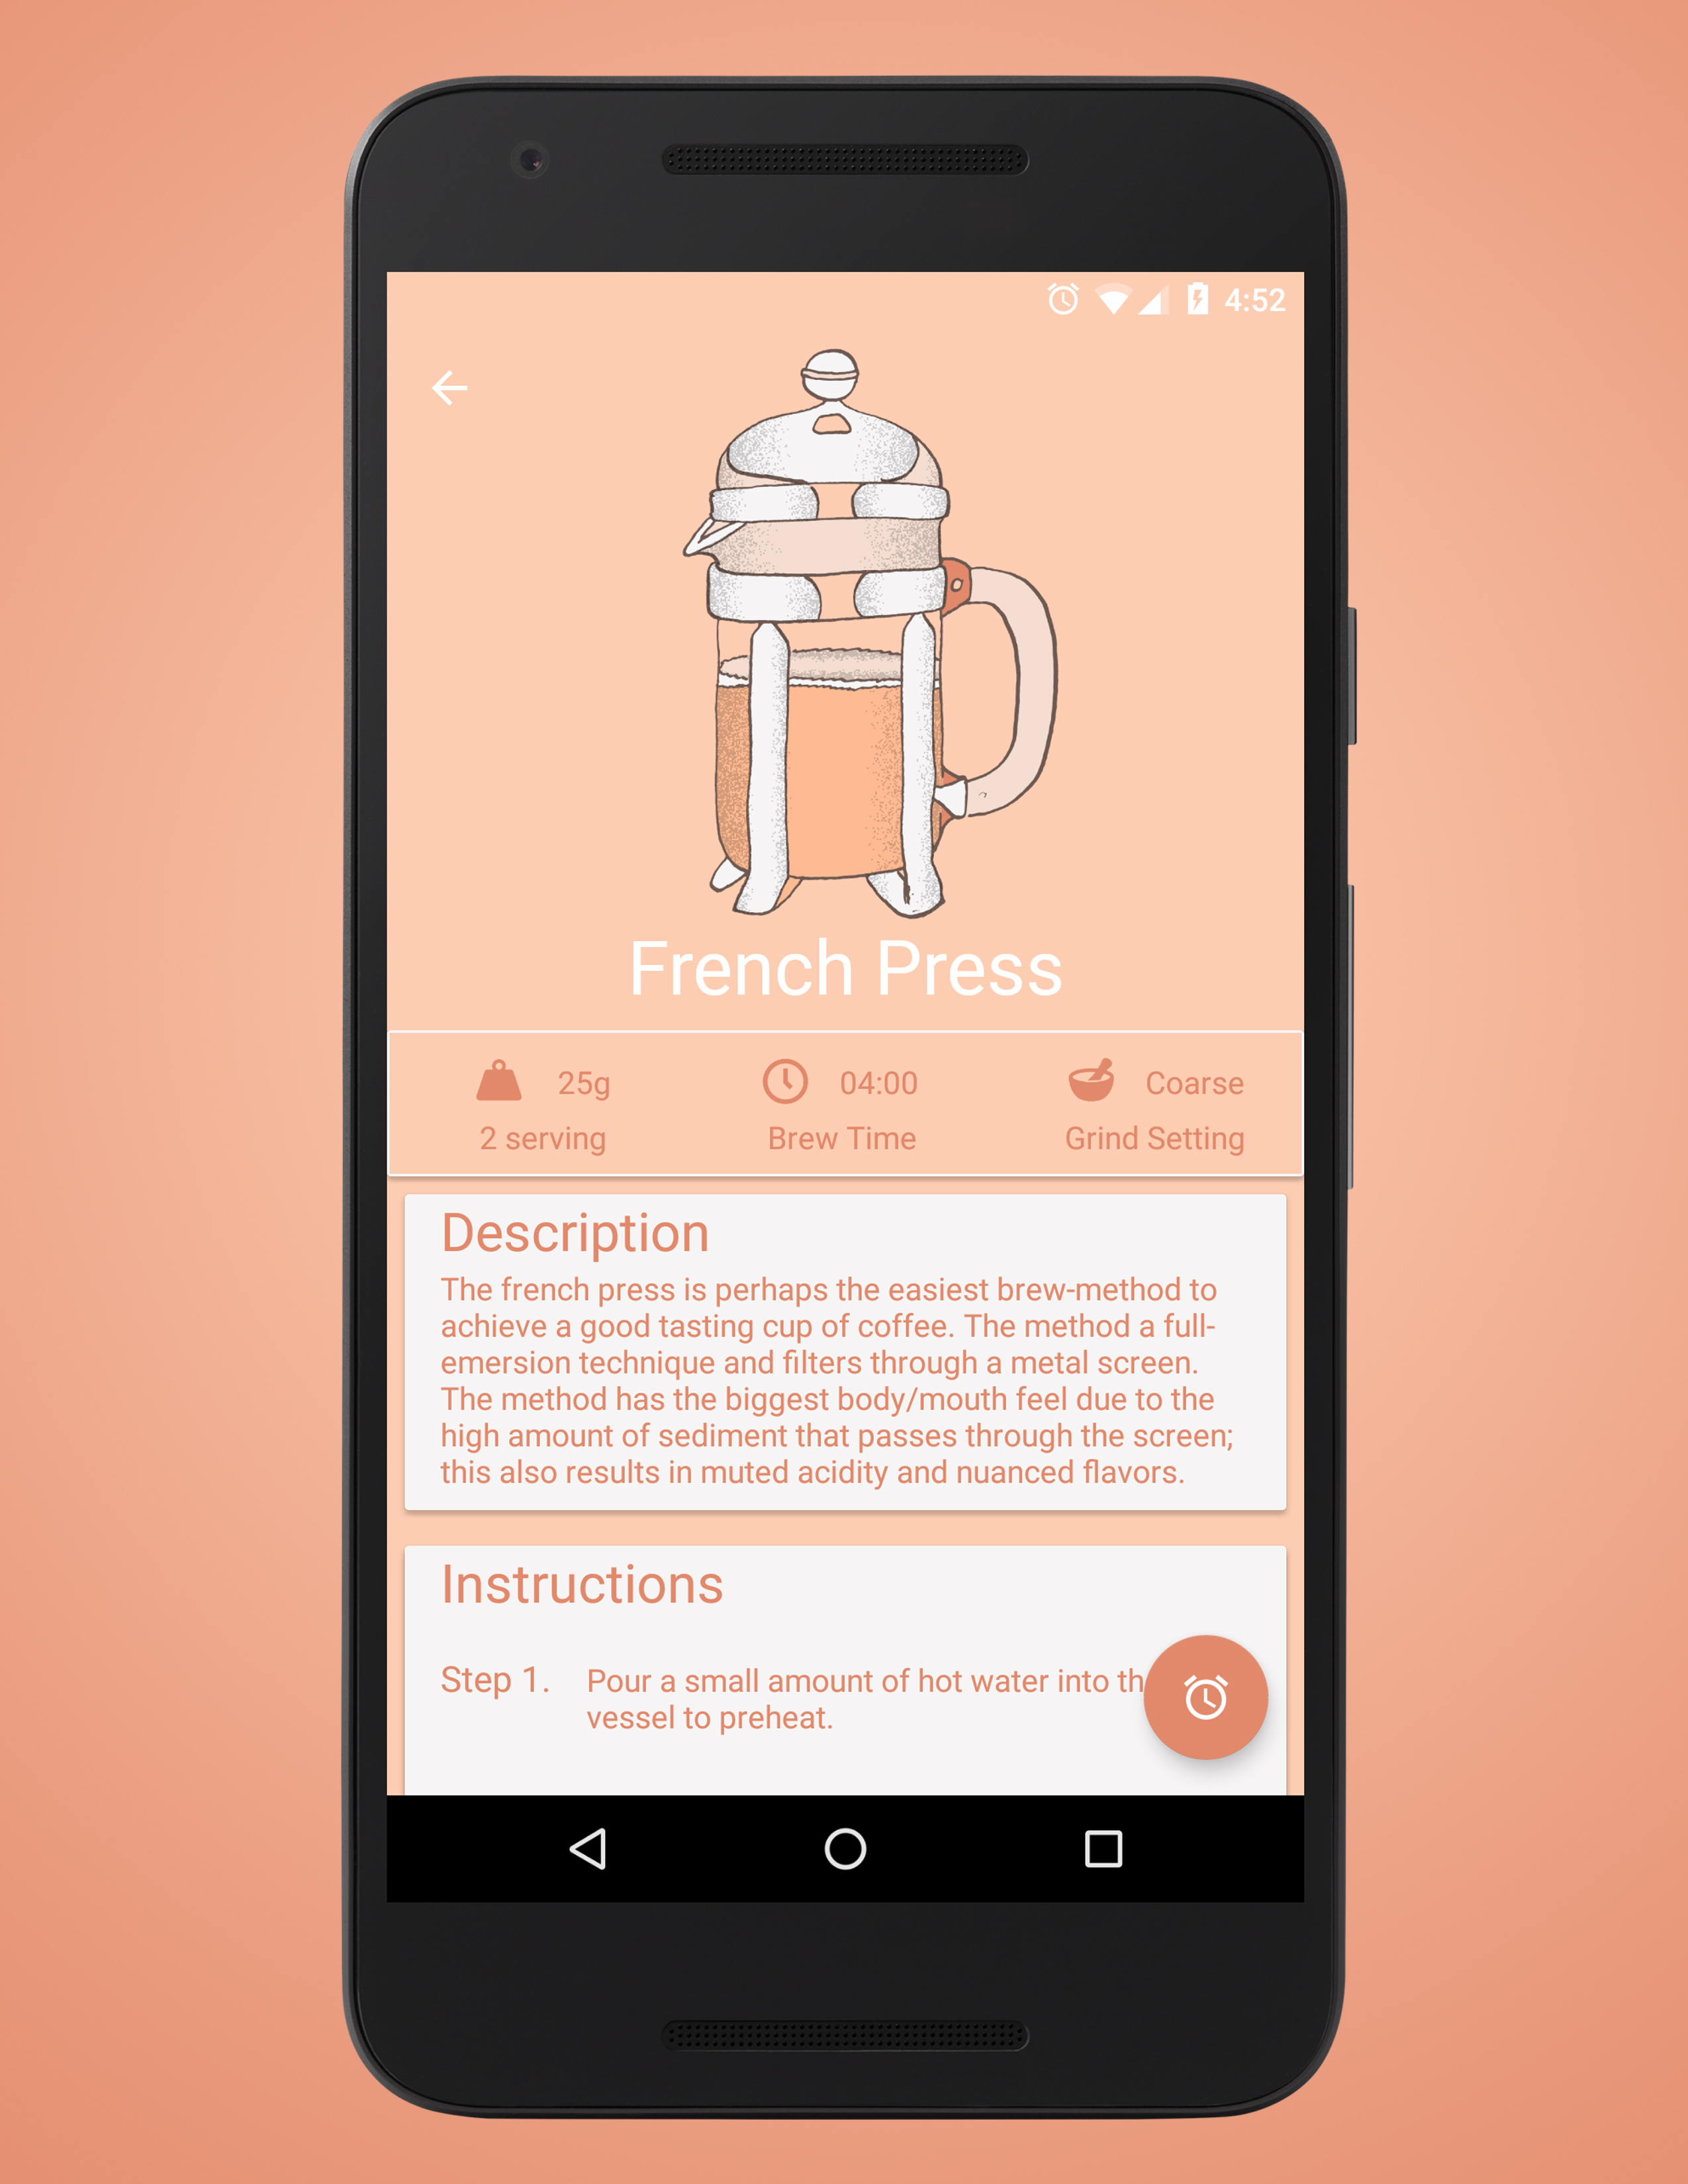 4:52
French Press
25g 04:00 Coarse
2 serving Brew Time Grind Setting
Description
The french press is perhaps the easiest brew-method to
achieve a good tasting cup of coffee. The method a full-
emersion technique and filters through a metal screen.
The method has the biggest body/mouth feel due to the
high amount of sediment that passes through the screen;
this also results in muted acidity and nuanced flavors.
Instructions
Step 1. Pour a small amount of hot water into th
vessel to preheat.